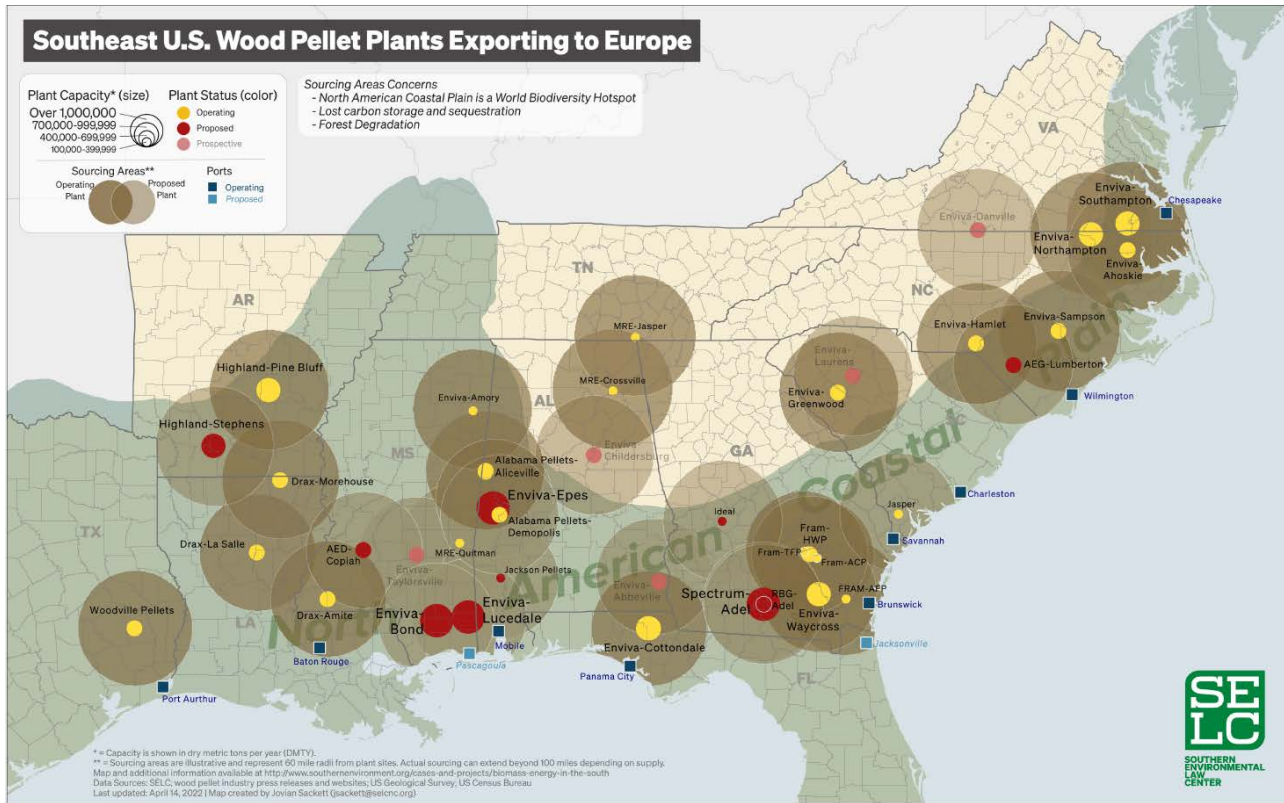 Southeast U.S. Wood Pellet Plants Exporting to Europe
Plant Capacity* (size)
Over 1,000,000
700,000-999,999
400,000-699,999
100,000-399,999
Plant Status (color)
Operating
Proposed
Prospective
Sourcing Areas**
Operating
Plant
Proposed
Plant
Ports
Operating
Proposed
Sourcing Areas Concerns
- North American Coastal Plain is a World Biodiversity Hotspot
- Lost carbon storage and sequestration
- Forest Degradation
VA
Enviva-
Southampton
Chesapeake
Enviva-Danville
Enviva-
Northampton
Enviva-
Ahoskie
TN
NC
AR
Enviva-Hamlet
Enviva-Sampson
MRE-Jasper
AEG-Lumberton
Enviva-
Laurens
Highland-Pine Bluff
MRE-Crossville
Enviva-
Greenwood
Wilmington
Enviva-Amory
AL
SC
Highland-Stephens
MS
GA
Enviva
Childersburg
Alabama Pellets-
Aliceville
Drax-Morehouse
Enviva-Epes
Charleston
Alabama Pellets-
Demopolis
Ideal
Jasper
TX
Drax-La Salle
AED-
Copiah
MRE-Quitman
Fram-
HWP
Savannah
Fram-TFP
Fram-ACP
Enviva-
Taylorsville
Jackson Pellets
Enviva-
Abbeville
Spectrum-
Adel
RBG-
Adel
FRAM-AFP
Brunswick
Woodville Pellets
Drax-Amite
LA
Enviva-
Bond
Enviva-
Lucedale
Enviva-
Waycross
North American Coastal Plain
Mobile
Enviva-Cottondale
Jacksonville
Baton Rouge
Pascagoula
Panama City
FL
Port Aurthur
* = Capacity is shown in dry metric tons per year (DMTY).
** = Sourcing areas are illustrative and represent 60 mile radii from plant sites. Actual sourcing can extend beyond 100 miles depending on supply.
Map and additional information available at http://www.southernenvironment.org/cases-and-projects/biomass-energy-in-the-south
Data Sources: SELC; wood pellet industry press releases and websites; US Geological Survey; US Census Bureau
Last updated: April 14, 2022 | Map created by Jovian Sackett (jsackett@selcnc.org)
SE
LC
SOUTHERN
ENVIRONMENTAL
LAW
CENTER